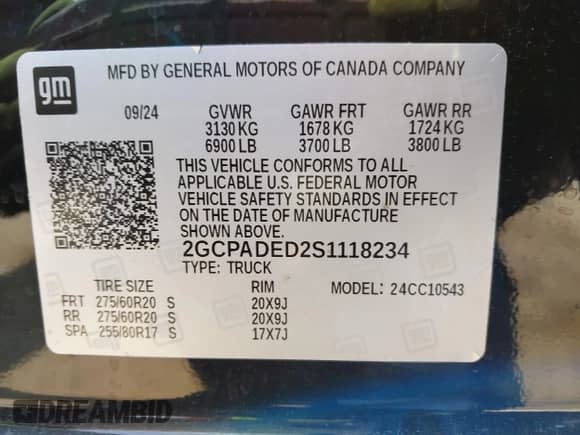 gm
MFD BY GENERAL MOTORS OF CANADA COMPANY
09/24 GVWR GAWR FRT GAWR RR
3130 KG 1678 KG 1724 KG
6900 LB 3700 LB 3800 LB
THIS VEHICLE CONFORMS TO ALL
APPLICABLE U.S. FEDERAL MOTOR
VEHICLE SAFETY STANDARDS IN EFFECT
ON THE DATE OF MANUFACTURE
SHOWN ABOVE.
2GCPADED2S1118234
TYPE: TRUCK
TIRE SIZE RIM MODEL: 24CC10543
FRT 275/60R20 S 20X9J
RR 275/60R20 S 20X9J
SPA 255/80R17 S 17X7J
DREAMBID